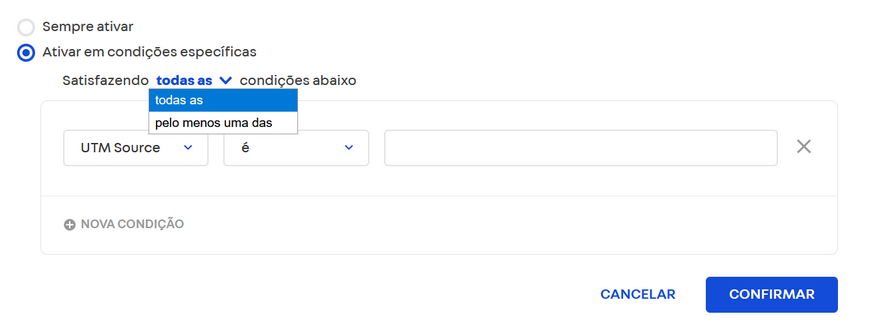 Sempre ativar
Ativar em condições específicas
Satisfazendo todas as condições abaixo
todas as
pelo menos uma das
UTM Source é
NOVA CONDIÇÃO
CANCELAR CONFIRMAR